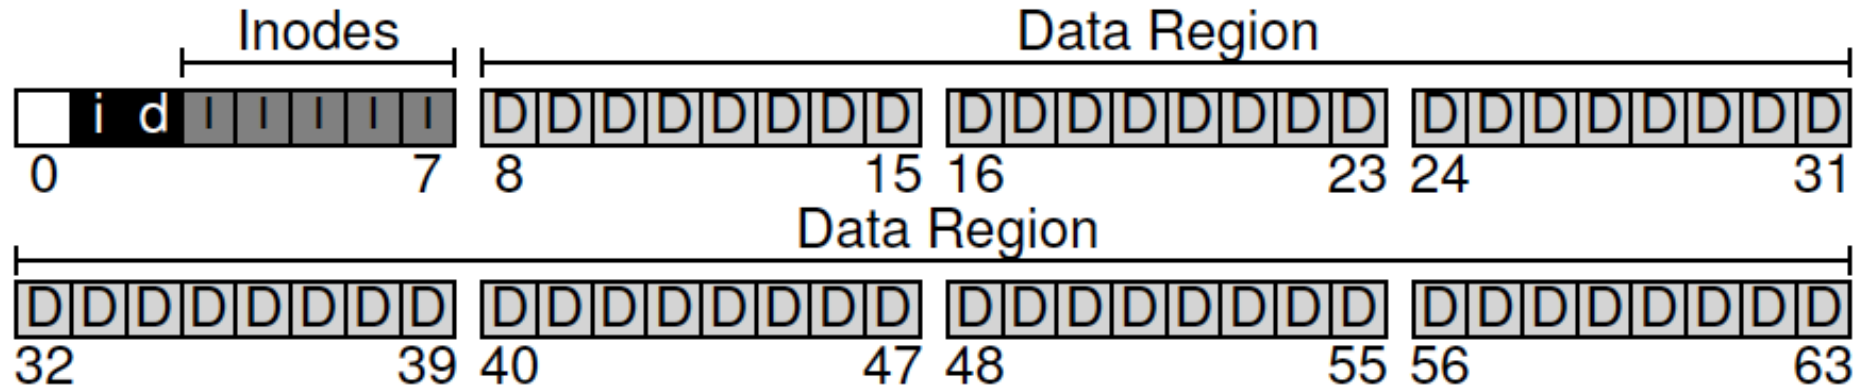 Inodes Data Region
i d I I I I I D D D D D D D D D D D D D D D D D D D D D D D D
0 7 8 15 16 23 24 31
Data Region
D D D D D D D D D D D D D D D D D D D D D D D D D D D D D D D D
32 39 40 47 48 55 56 63